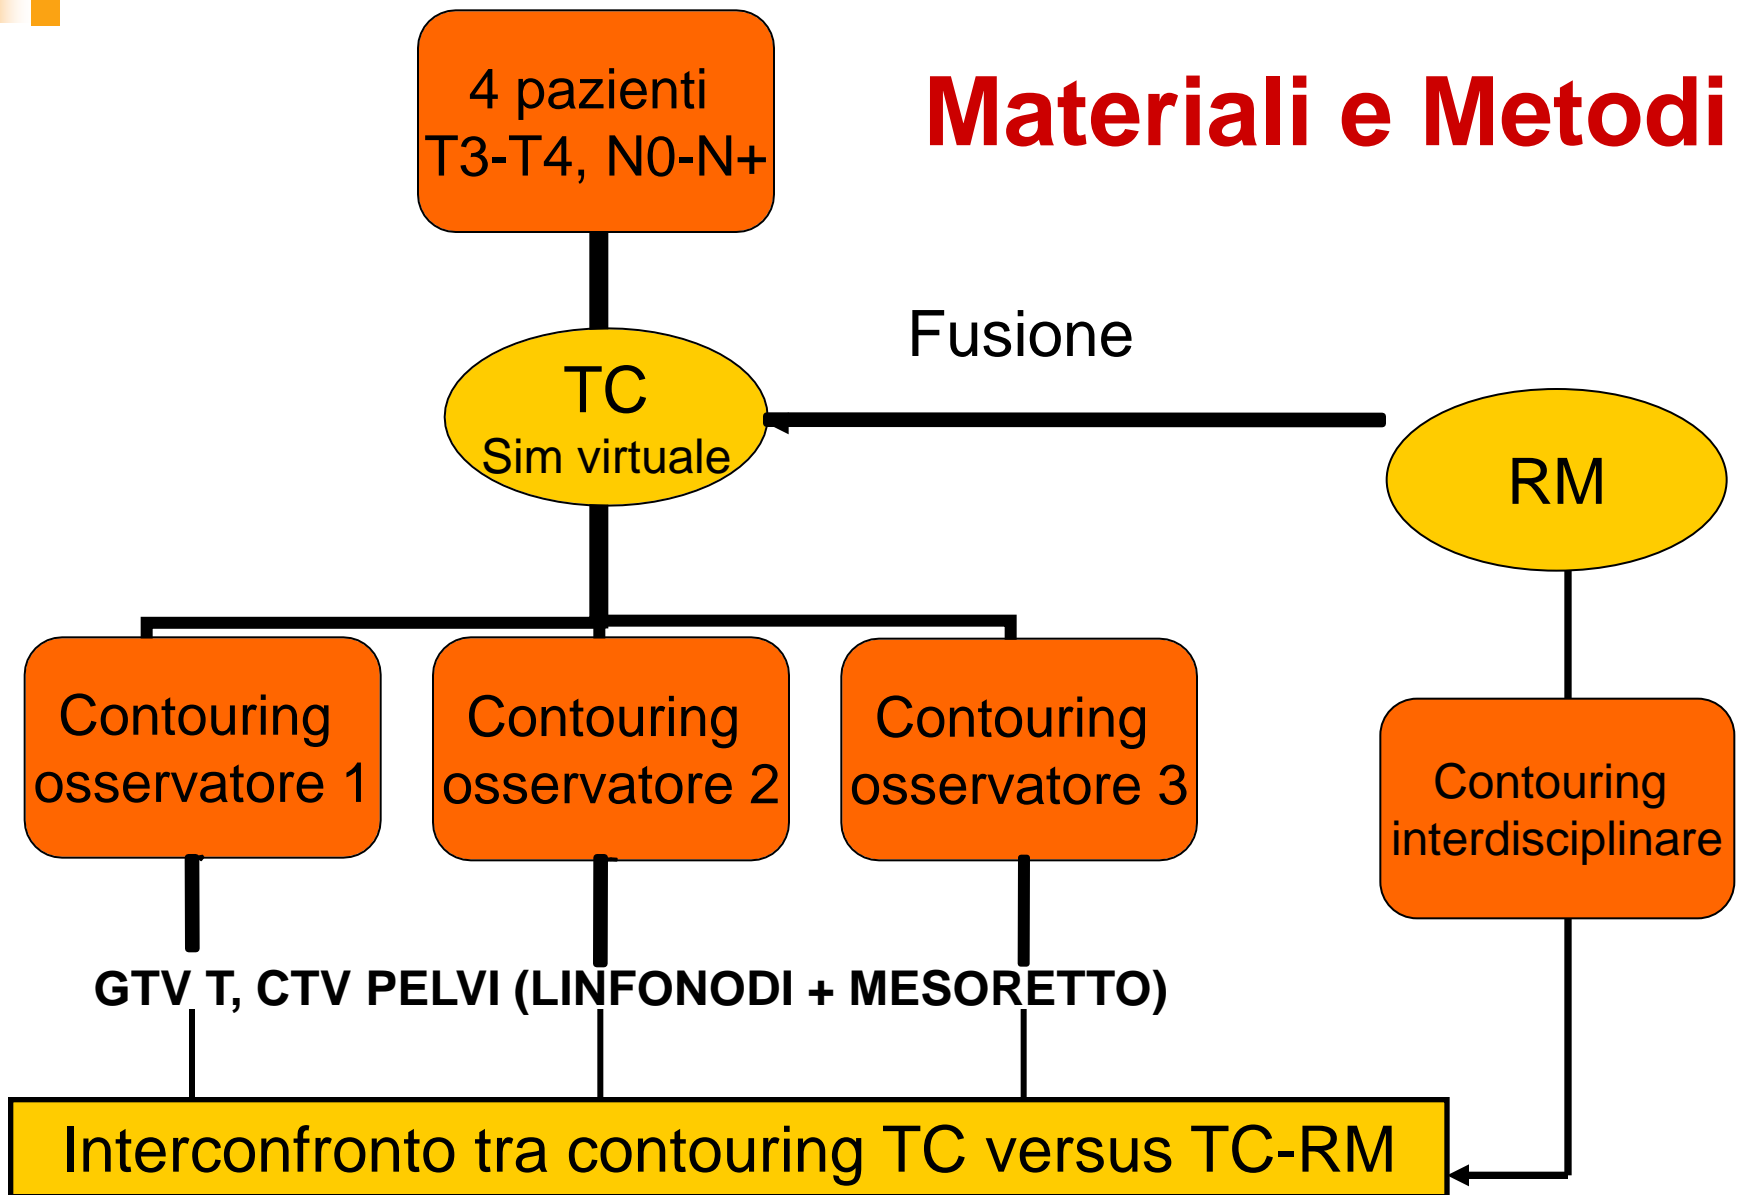 4 pazienti
T3-T4, N0-N+
Materiali e Metodi
Fusione
TC
Sim virtuale
RM
Contouring
osservatore 1
Contouring
osservatore 2
Contouring
osservatore 3
Contouring
interdisciplinare
GTV T, CTV PELVI (LINFONODI + MESORETTO)
Interconfronto tra contouring TC versus TC-RM